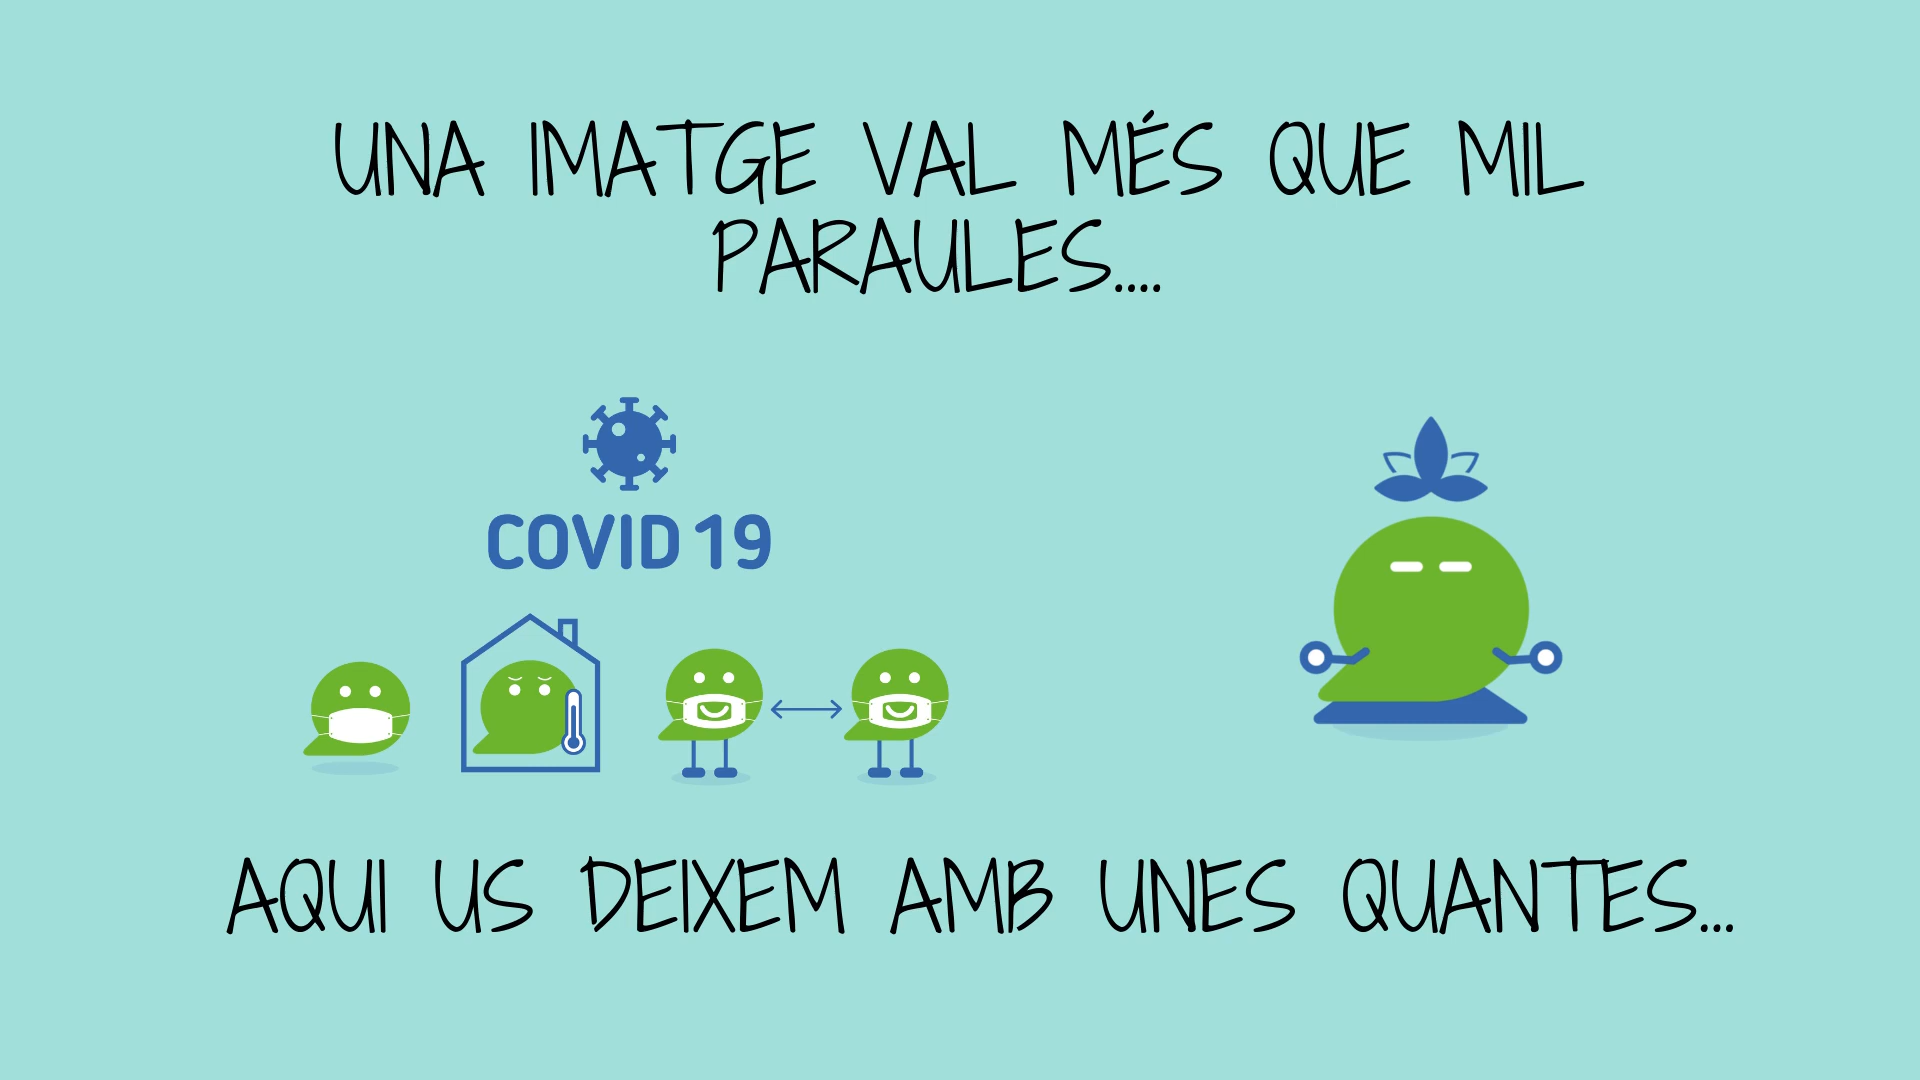 UNA IMATGE VAL MÉS QUE MIL
PARAULES....
COVID 19
AQUI US DEIXEM AMB UNES QUANTES...